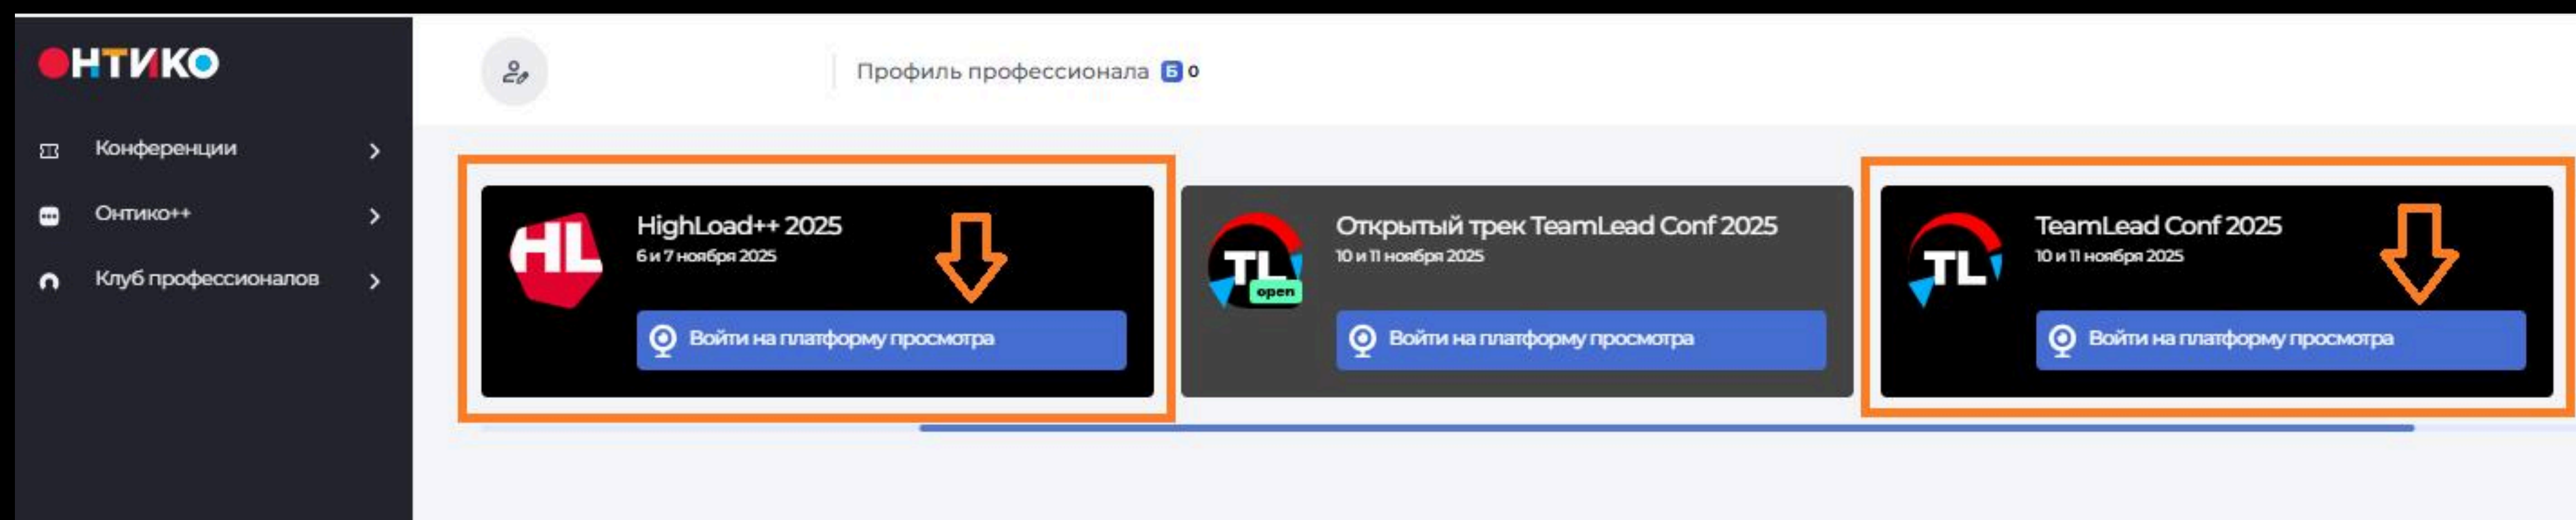 ОНТИКО
Профиль профессионала Б 0
Конференции
Онтико++
Клуб профессионалов
HL
HighLoad++ 2025
6 и 7 ноября 2025
Войти на платформу просмотра
TL
open
Открытый трек TeamLead Conf 2025
10 и 11 ноября 2025
Войти на платформу просмотра
TL
TeamLead Conf 2025
10 и 11 ноября 2025
Войти на платформу просмотра